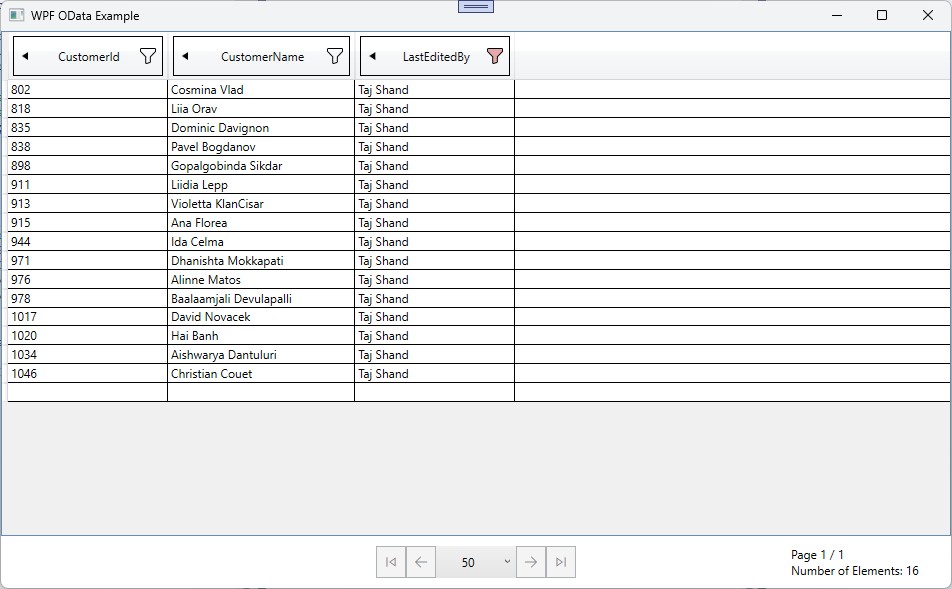 WPF OData Example
CustomerId CustomerName LastEditedBy
802 Cosmina Vlad Taj Shand
818 Liia Orav Taj Shand
835 Dominic Davignon Taj Shand
838 Pavel Bogdanov Taj Shand
898 Gopalgobinda Sikdar Taj Shand
911 Liidia Lepp Taj Shand
913 Violetta KlanCisar Taj Shand
915 Ana Florea Taj Shand
944 Ida Celma Taj Shand
971 Dhanishta Mokkapati Taj Shand
976 Alinne Matos Taj Shand
978 Baalaamjali Devulapalli Taj Shand
1017 David Novacek Taj Shand
1020 Hai Banh Taj Shand
1034 Aishwarya Dantuluri Taj Shand
1046 Christian Couet Taj Shand
50
Page 1 / 1
Number of Elements: 16